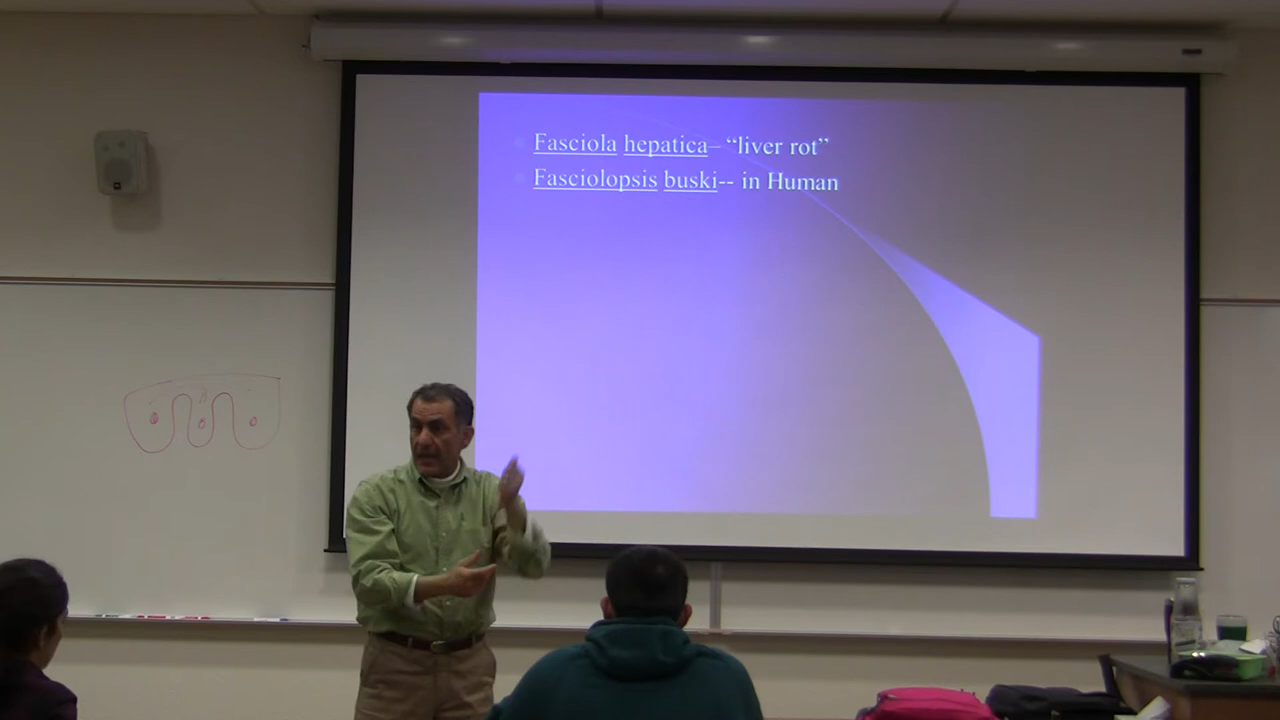 Fasciola hepatica– “liver rot”
Fasciolopsis buski-- in Human